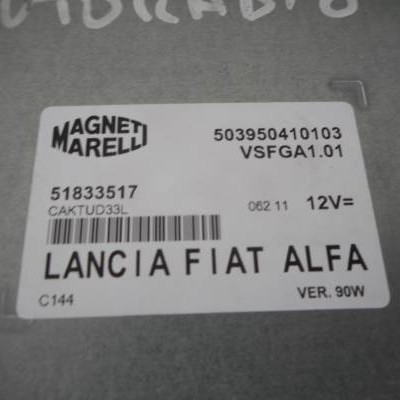 MAGNETI
MARELLI
503950410103
VSFGA1.01
51833517
CAKTUD33L
062 11 12V=
LANCIA FIAT ALFA
C144 VER. 90W